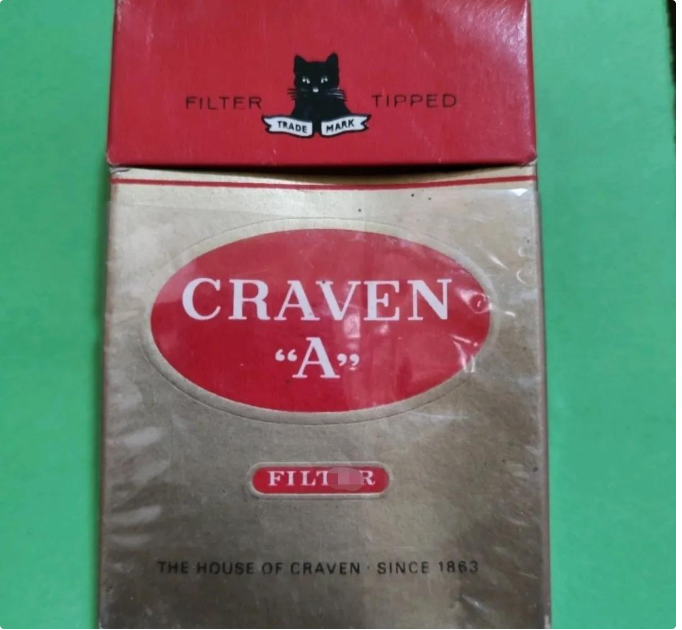 FILTER TIPPED
TRADE MARK
CRAVEN
“A”
THE HOUSE OF CRAVEN · SINCE 1863